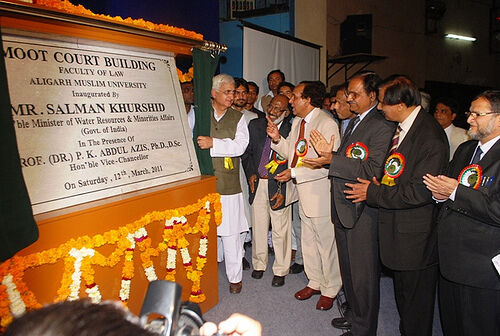 MOOT COURT BUILDING
FACULTY OF LAW
ALIGARH MUSLIM UNIVERSITY
Inaugurated by
MR. SALMAN KHURSHID
'ble Minister of Water Resources & Minorities Affairs
(Govt. of India)
In The Presence Of
ROF. (DR.) P. K. ABDUL AZIS, Ph.D,D.Sc.
Hon'ble Vice-Chancellor
On Saturday, 12th, March, 2011